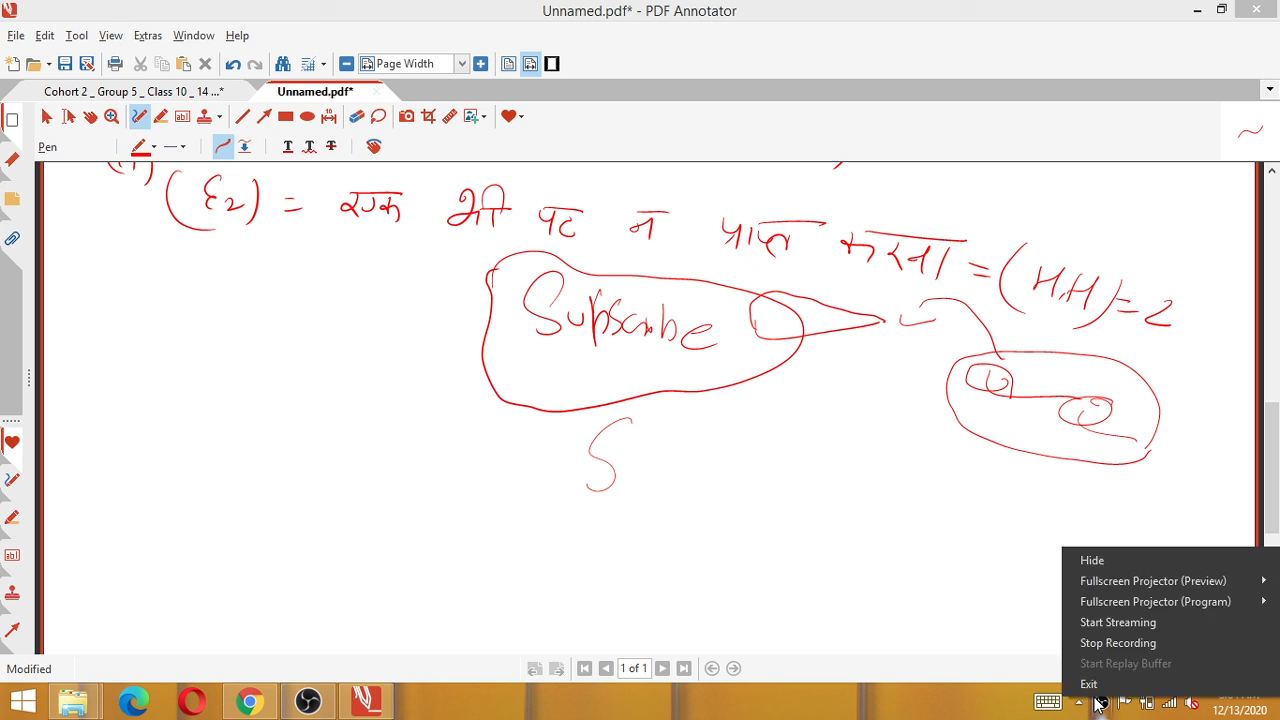 Unnamed.pdf* - PDF Annotator
File Edit Tool View Extras Window Help
Page Width
Cohort 2 _ Group 5 _ Class 10 _ 14 ...* Unnamed.pdf*
Pen
(E2) = एक भी पट न प्राप्त करना = (H,H) = 2
Subscribe
S
Hide
Fullscreen Projector (Preview)
Fullscreen Projector (Program)
Start Streaming
Stop Recording
Start Replay Buffer
Exit
Modified
1 of 1
12/13/2020